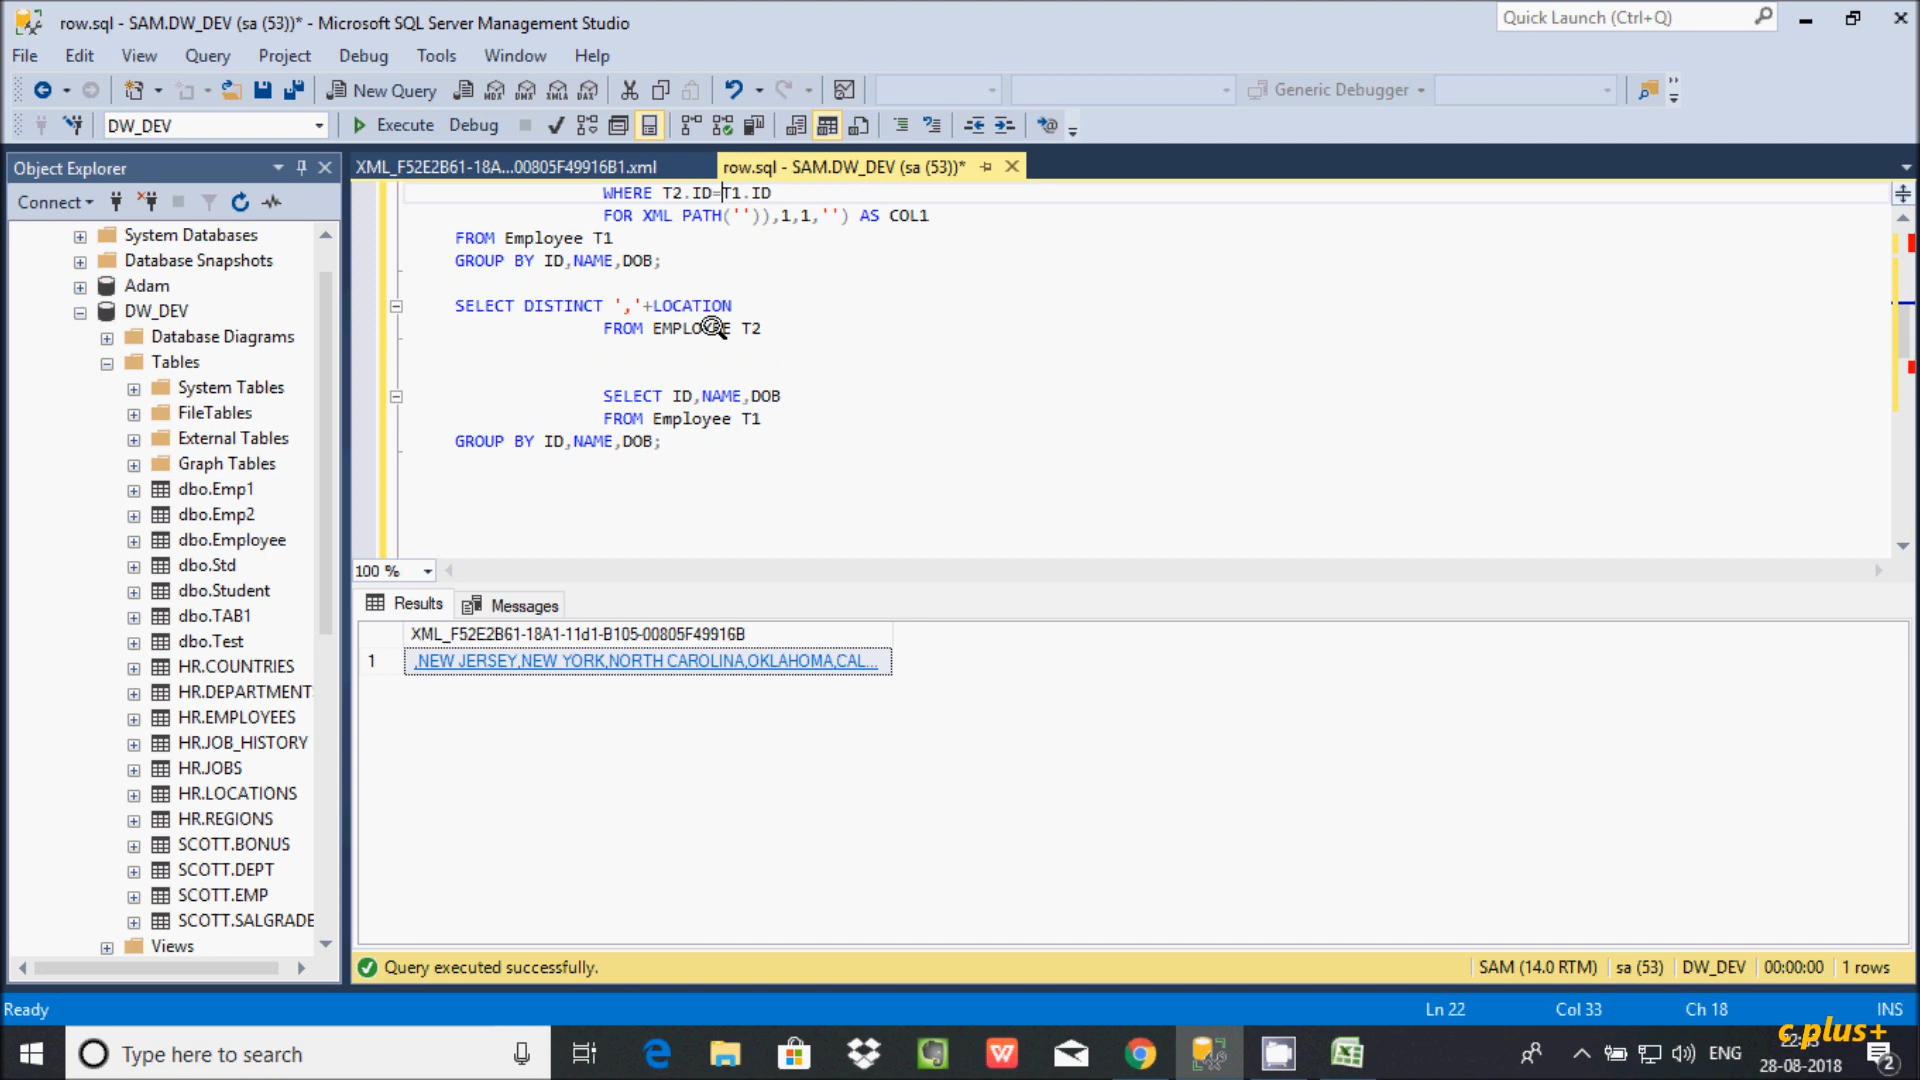 row.sql - SAM.DW_DEV (sa (53))* - Microsoft SQL Server Management Studio
Quick Launch (Ctrl+Q)
File Edit View Query Project Debug Tools Window Help
New Query
Generic Debugger
DW_DEV
Execute Debug
Object Explorer
XML_F52E2B61-18A...00805F49916B1.xml
row.sql - SAM.DW_DEV (sa (53))*
Connect
System Databases
Database Snapshots
Adam
DW_DEV
Database Diagrams
Tables
System Tables
FileTables
External Tables
Graph Tables
dbo.Emp1
dbo.Emp2
dbo.Employee
dbo.Std
dbo.Student
dbo.TAB1
dbo.Test
HR.COUNTRIES
HR.DEPARTMENT
HR.EMPLOYEES
HR.JOB_HISTORY
HR.JOBS
HR.LOCATIONS
HR.REGIONS
SCOTT.BONUS
SCOTT.DEPT
SCOTT.EMP
SCOTT.SALGRADE
Views
WHERE T2.ID=T1.ID
FOR XML PATH('')),1,1,'') AS COL1
FROM Employee T1
GROUP BY ID,NAME,DOB;
SELECT DISTINCT ','+LOCATION
FROM EMPLOYEE T2
SELECT ID,NAME,DOB
FROM Employee T1
GROUP BY ID,NAME,DOB;
100 %
Results Messages
XML_F52E2B61-18A1-11d1-B105-00805F49916B
1 ,NEW JERSEY,NEW YORK,NORTH CAROLINA,OKLAHOMA,CAL...
Query executed successfully.
SAM (14.0 RTM) sa (53) DW_DEV 00:00:00 1 rows
Ready
Ln 22 Col 33 Ch 18 INS
c plus+
Type here to search
ENG
28-08-2018
2